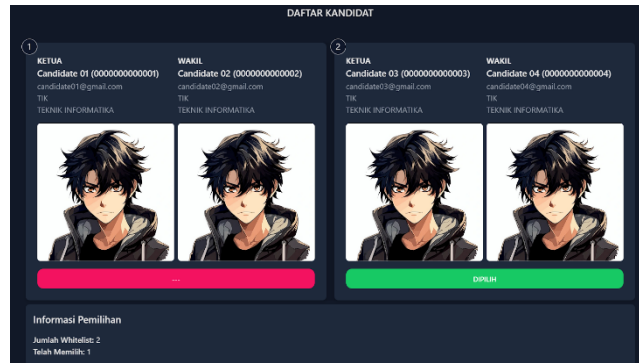 DAFTAR KANDIDAT
1
KETUA
Candidate 01 (0000000000001)
candidate01@gmail.com
TIK
TEKNIK INFORMATIKA
WAKIL
Candidate 02 (0000000000002)
candidate02@gmail.com
TIK
TEKNIK INFORMATIKA
...
2
KETUA
Candidate 03 (0000000000003)
candidate03@gmail.com
TIK
TEKNIK INFORMATIKA
WAKIL
Candidate 04 (0000000000004)
candidate04@gmail.com
TIK
TEKNIK INFORMATIKA
DIPILIH
Informasi Pemilihan
Jumlah Whitelist: 2
Telah Memilih: 1